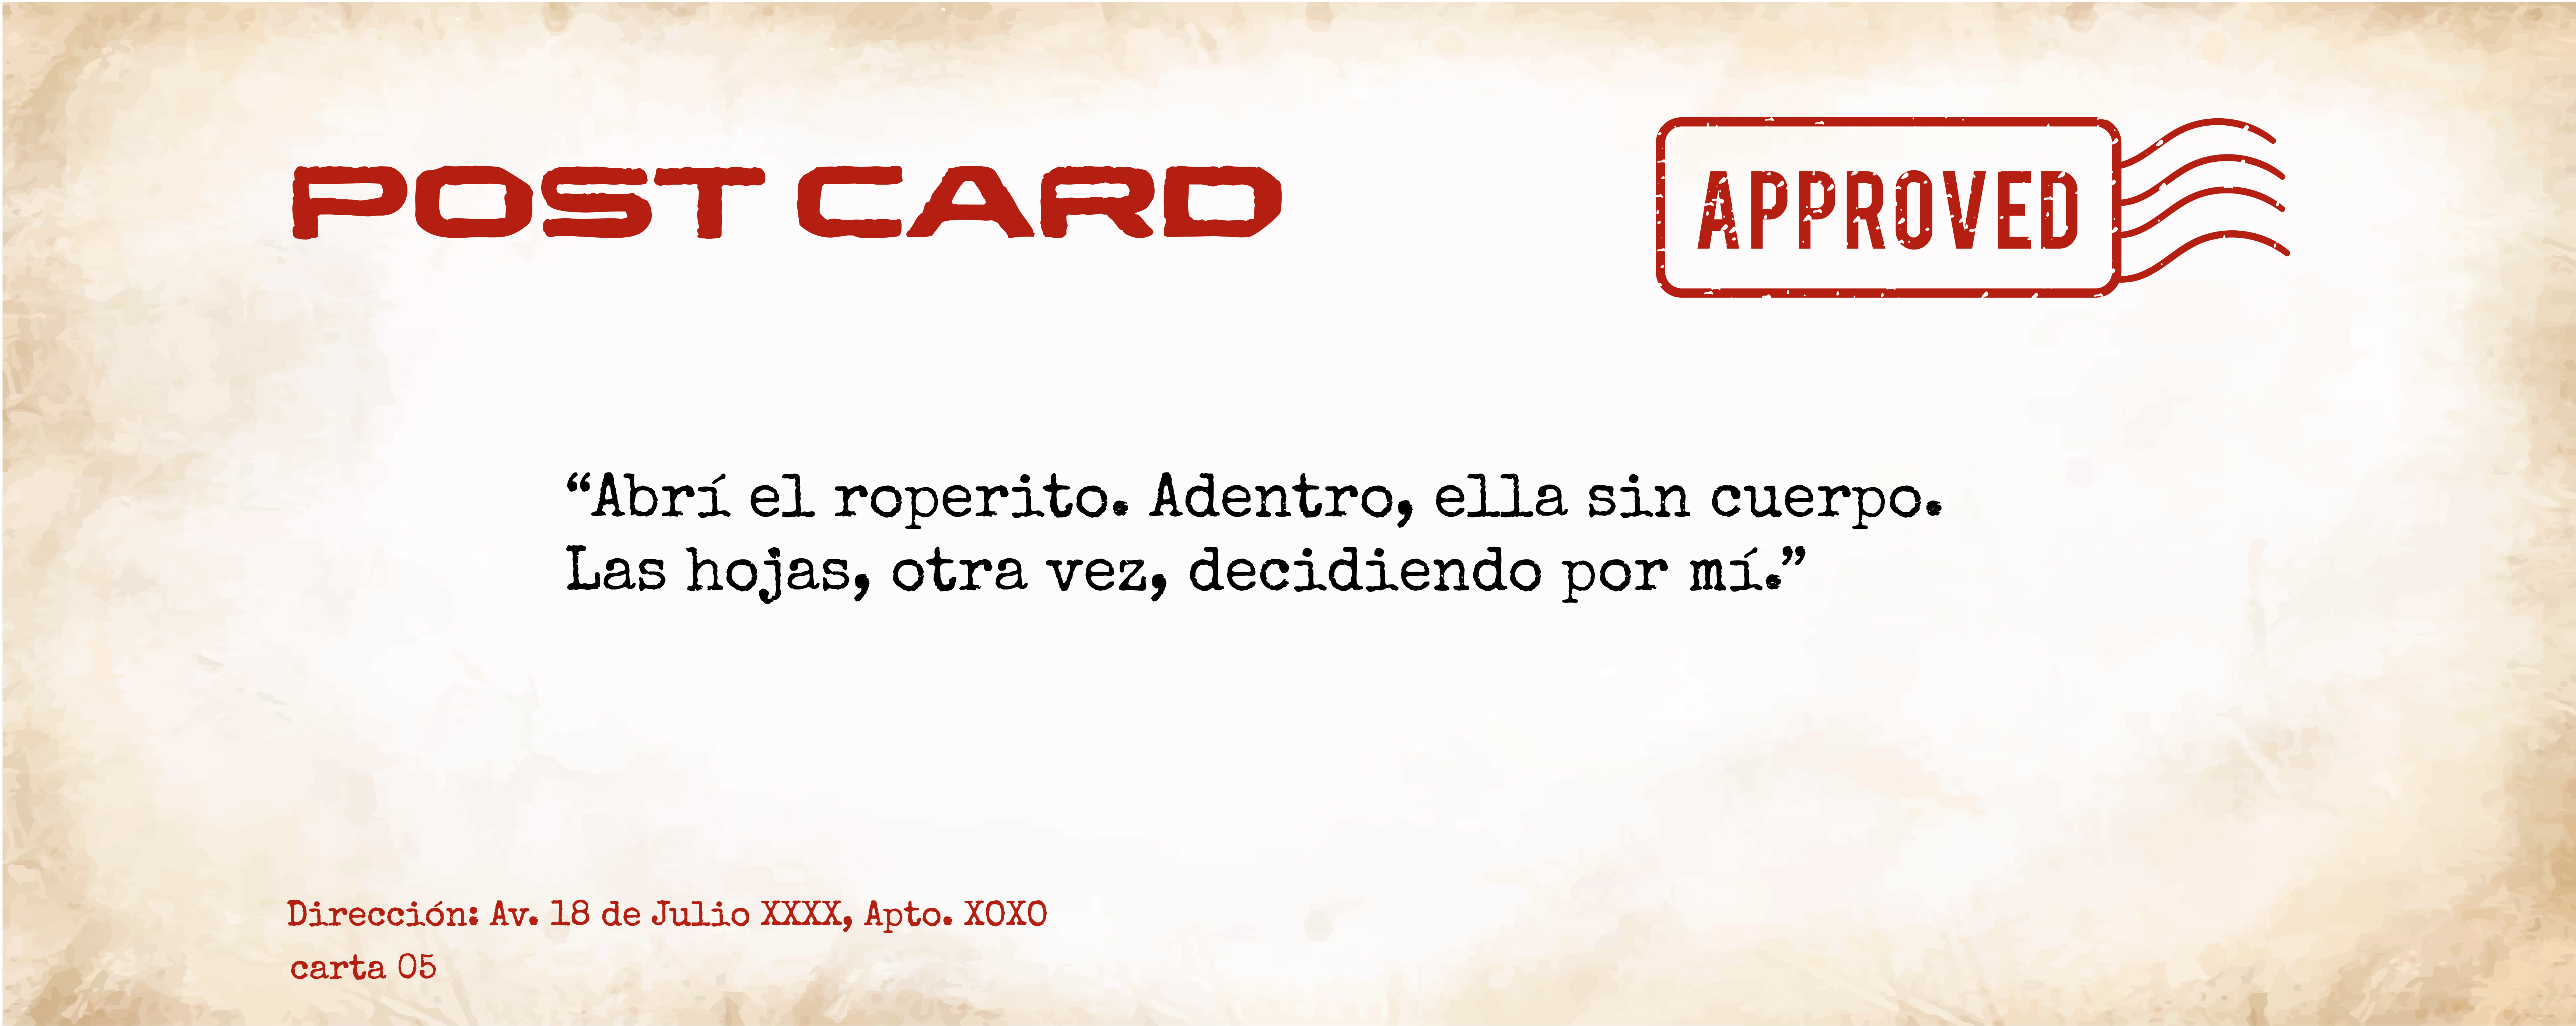 POST CARD
APPROVED
“Abrí el roperito. Adentro, ella sin cuerpo.
Las hojas, otra vez, decidiendo por mí.”
Dirección: Av. 18 de Julio XXXX, Apto. XOXO
carta 05